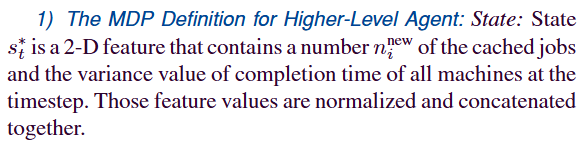 1) The MDP Definition for Higher-Level Agent: State: State
s*_t is a 2-D feature that contains a number n_i^new of the cached jobs
and the variance value of completion time of all machines at the
timestep. Those feature values are normalized and concatenated
together.